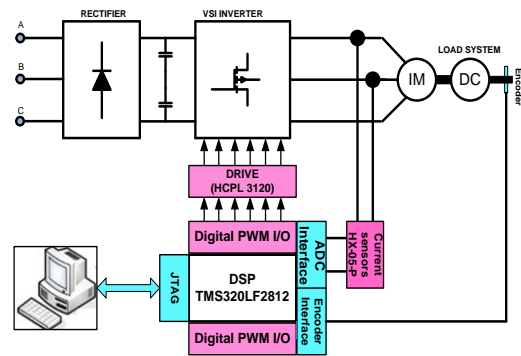 RECTIFIER
VSI INVERTER
A
B
C
LOAD SYSTEM
IM
DC
Encoder
DRIVE
(HCPL 3120)
Digital PWM I/O
ADC
Interface
Current
sensors
HX-05-P
JTAG
DSP
TMS320LF2812
Encoder
Interface
Digital PWM I/O